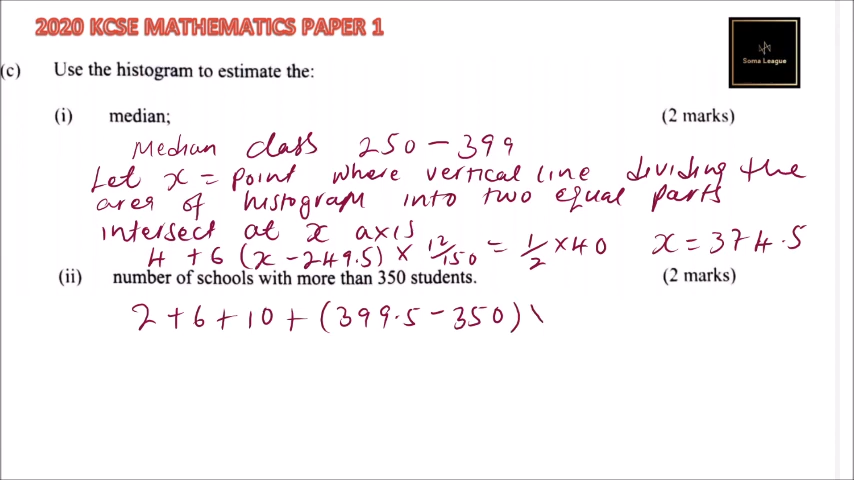 2020 KCSE MATHEMATICS PAPER 1
Soma League
(c) Use the histogram to estimate the:
(i) median; (2 marks)
Median class 250 - 399
Let x = point where vertical line dividing the
area of histogram into two equal parts
intersect at x axis
4 + 6 (x - 249.5) × 12/150 = 1/2 × 40 x = 374.5
(ii) number of schools with more than 350 students. (2 marks)
2 + 6 + 10 + (399.5 - 350) \